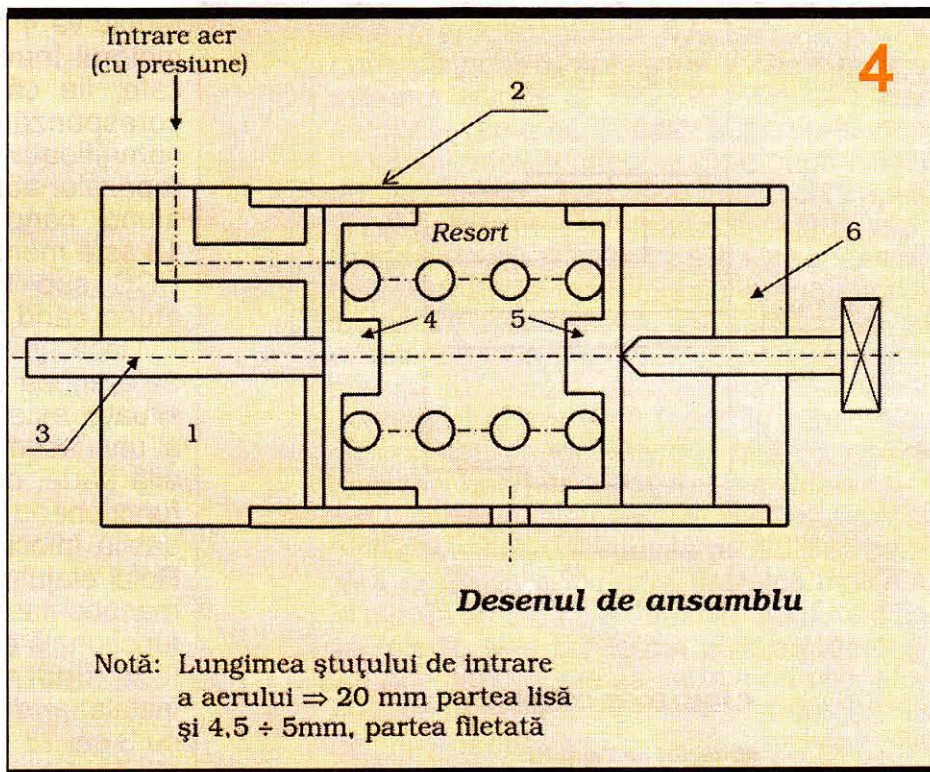 Intrare aer
(cu presiune)
4
2
Resort
6
4
5
3
1
Desenul de ansamblu
Notă: Lungimea ştuţului de intrare
a aerului ⇒ 20 mm partea lisă
şi 4,5 ÷ 5mm, partea filetată